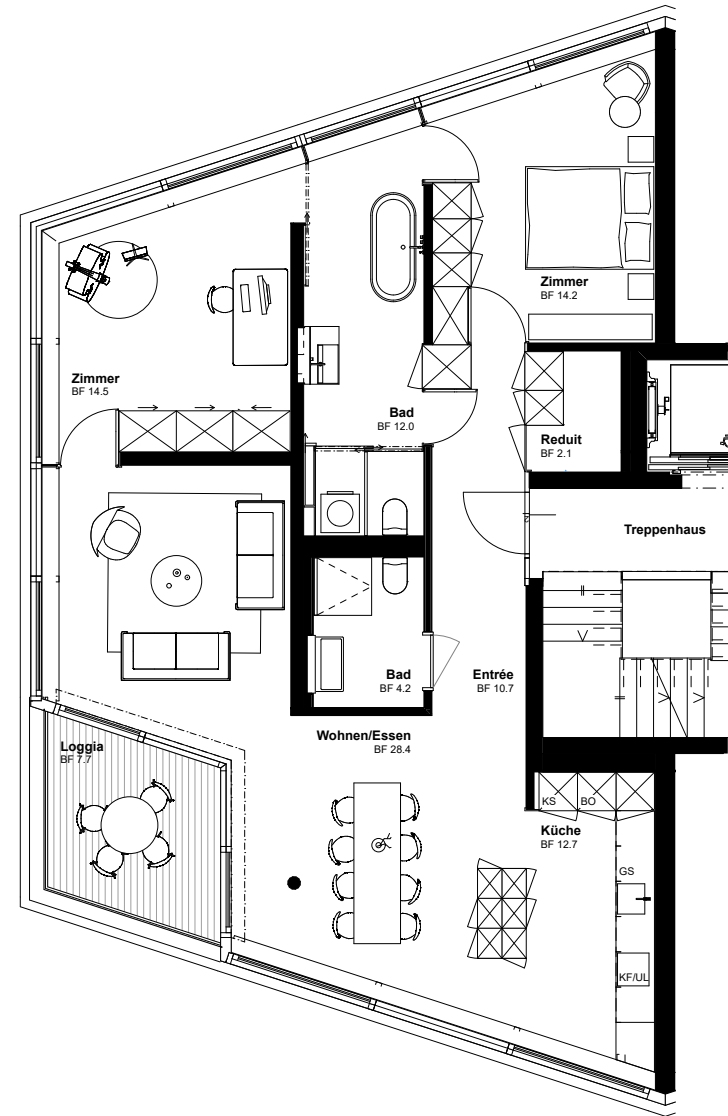 Zimmer
BF 14.2
Zimmer
BF 14.5
Bad
BF 12.0
Reduit
BF 2.1
Treppenhaus
Bad
BF 4.2
Entrée
BF 10.7
Wohnen/Essen
BF 28.4
Loggia
BF 7.7
KS
BO
Küche
BF 12.7
GS
KF/UL